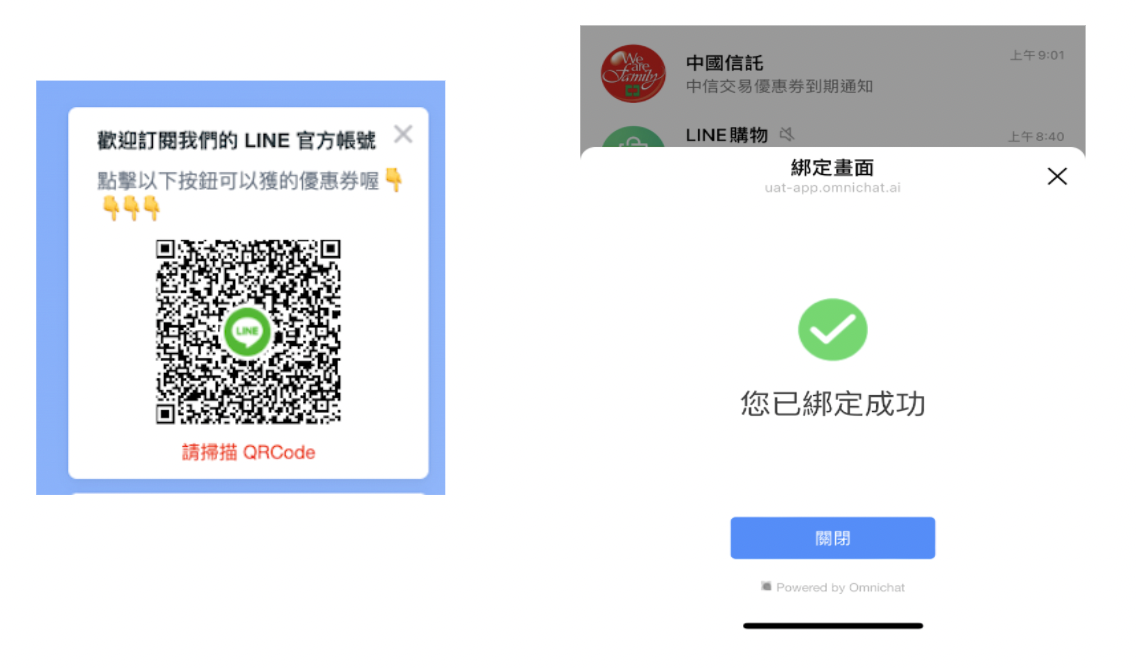 歡迎訂閱我們的 LINE 官方帳號
點擊以下按鈕可以獲的優惠券喔👇
👇👇👇
LINE
請掃描 QRCode
We
are
Family
中國信託
上午 9:01
中信交易優惠券到期通知
LINE 購物
上午 8:40
綁定畫面
uat-app.omnichat.ai
您已綁定成功
關閉
Powered by Omnichat